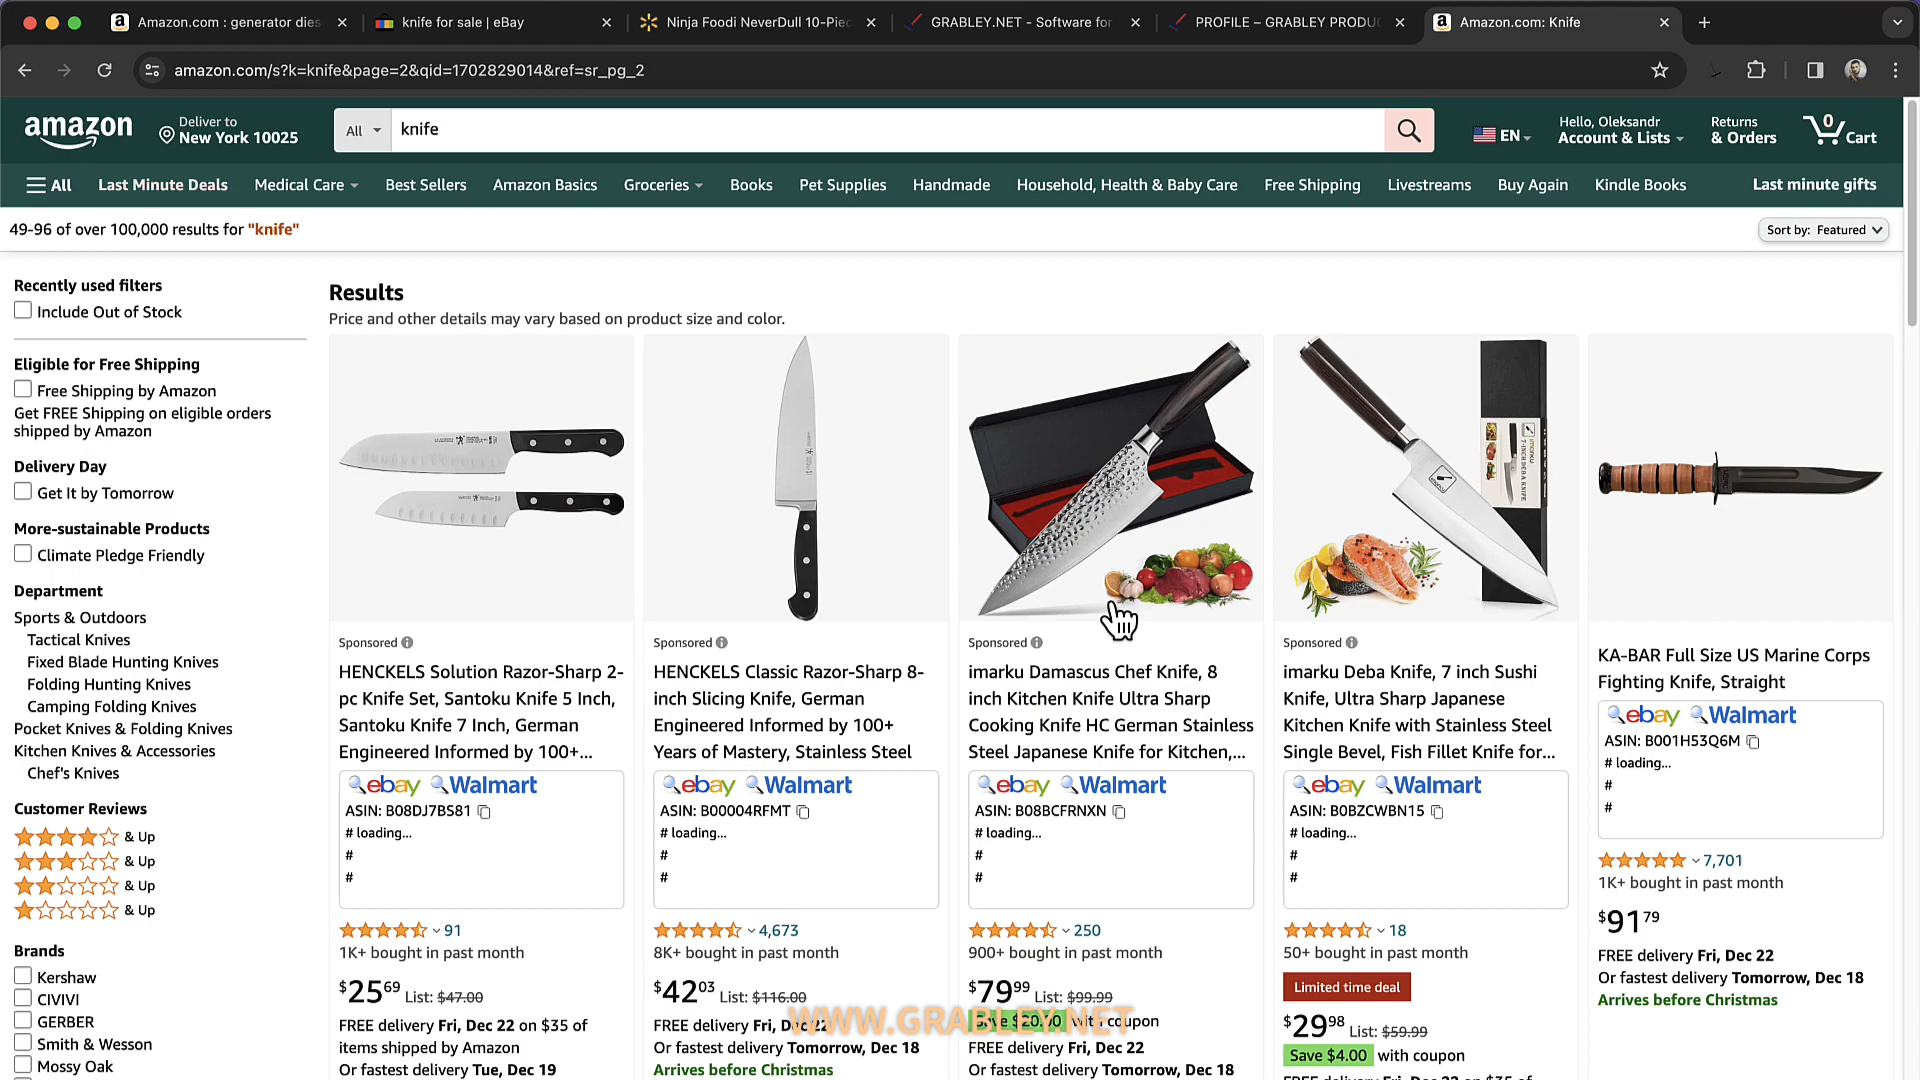 Amazon.com : generator dies
knife for sale | eBay
Ninja Foodi NeverDull 10-Piec
GRABLEY.NET - Software for
PROFILE – GRABLEY PRODU
Amazon.com: Knife
amazon.com/s?k=knife&page=2&qid=1702829014&ref=sr_pg_2
amazon
Deliver to
New York 10025
All
knife
EN
Hello, Oleksandr
Account & Lists
Returns
& Orders
0
Cart
All
Last Minute Deals
Medical Care
Best Sellers
Amazon Basics
Groceries
Books
Pet Supplies
Handmade
Household, Health & Baby Care
Free Shipping
Livestreams
Buy Again
Kindle Books
Last minute gifts
49-96 of over 100,000 results for "knife"
Sort by: Featured
Recently used filters
Include Out of Stock
Eligible for Free Shipping
Free Shipping by Amazon
Get FREE Shipping on eligible orders
shipped by Amazon
Delivery Day
Get It by Tomorrow
More-sustainable Products
Climate Pledge Friendly
Department
Sports & Outdoors
Tactical Knives
Fixed Blade Hunting Knives
Folding Hunting Knives
Camping Folding Knives
Pocket Knives & Folding Knives
Kitchen Knives & Accessories
Chef's Knives
Customer Reviews
& Up
& Up
& Up
& Up
Brands
Kershaw
CIVIVI
GERBER
Smith & Wesson
Mossy Oak
Results
Price and other details may vary based on product size and color.
Sponsored
HENCKELS Solution Razor-Sharp 2-
pc Knife Set, Santoku Knife 5 Inch,
Santoku Knife 7 Inch, German
Engineered Informed by 100+...
ebay Walmart
ASIN: B08DJ7BS81
# loading...
#
#
91
1K+ bought in past month
$25 69 List: $47.00
FREE delivery Fri, Dec 22 on $35 of
items shipped by Amazon
Or fastest delivery Tue, Dec 19
Sponsored
HENCKELS Classic Razor-Sharp 8-
inch Slicing Knife, German
Engineered Informed by 100+
Years of Mastery, Stainless Steel
ebay Walmart
ASIN: B00004RFMT
# loading...
#
#
4,673
8K+ bought in past month
$42 03 List: $116.00
FREE delivery Fri, Dec 22
Or fastest delivery Tomorrow, Dec 18
Arrives before Christmas
Sponsored
imarku Damascus Chef Knife, 8
inch Kitchen Knife Ultra Sharp
Cooking Knife HC German Stainless
Steel Japanese Knife for Kitchen,...
ebay Walmart
ASIN: B08BCFRNXN
# loading...
#
#
250
900+ bought in past month
$79 99 List: $99.99
Save $20.00 with coupon
FREE delivery Fri, Dec 22
Or fastest delivery Tomorrow, Dec 18
imarku
7-INCH DEBA KNIFE
Sponsored
imarku Deba Knife, 7 inch Sushi
Knife, Ultra Sharp Japanese
Kitchen Knife with Stainless Steel
Single Bevel, Fish Fillet Knife for...
ebay Walmart
ASIN: B0BZCWBN15
# loading...
#
#
18
50+ bought in past month
Limited time deal
$29 98 List: $59.99
Save $4.00 with coupon
FREE delivery Fri, Dec 22 on $35 of
KA-BAR Full Size US Marine Corps
Fighting Knife, Straight
ebay Walmart
ASIN: B001H53Q6M
# loading...
#
#
7,701
1K+ bought in past month
$91 79
FREE delivery Fri, Dec 22
Or fastest delivery Tomorrow, Dec 18
Arrives before Christmas
WWW.GRABLEY.NET